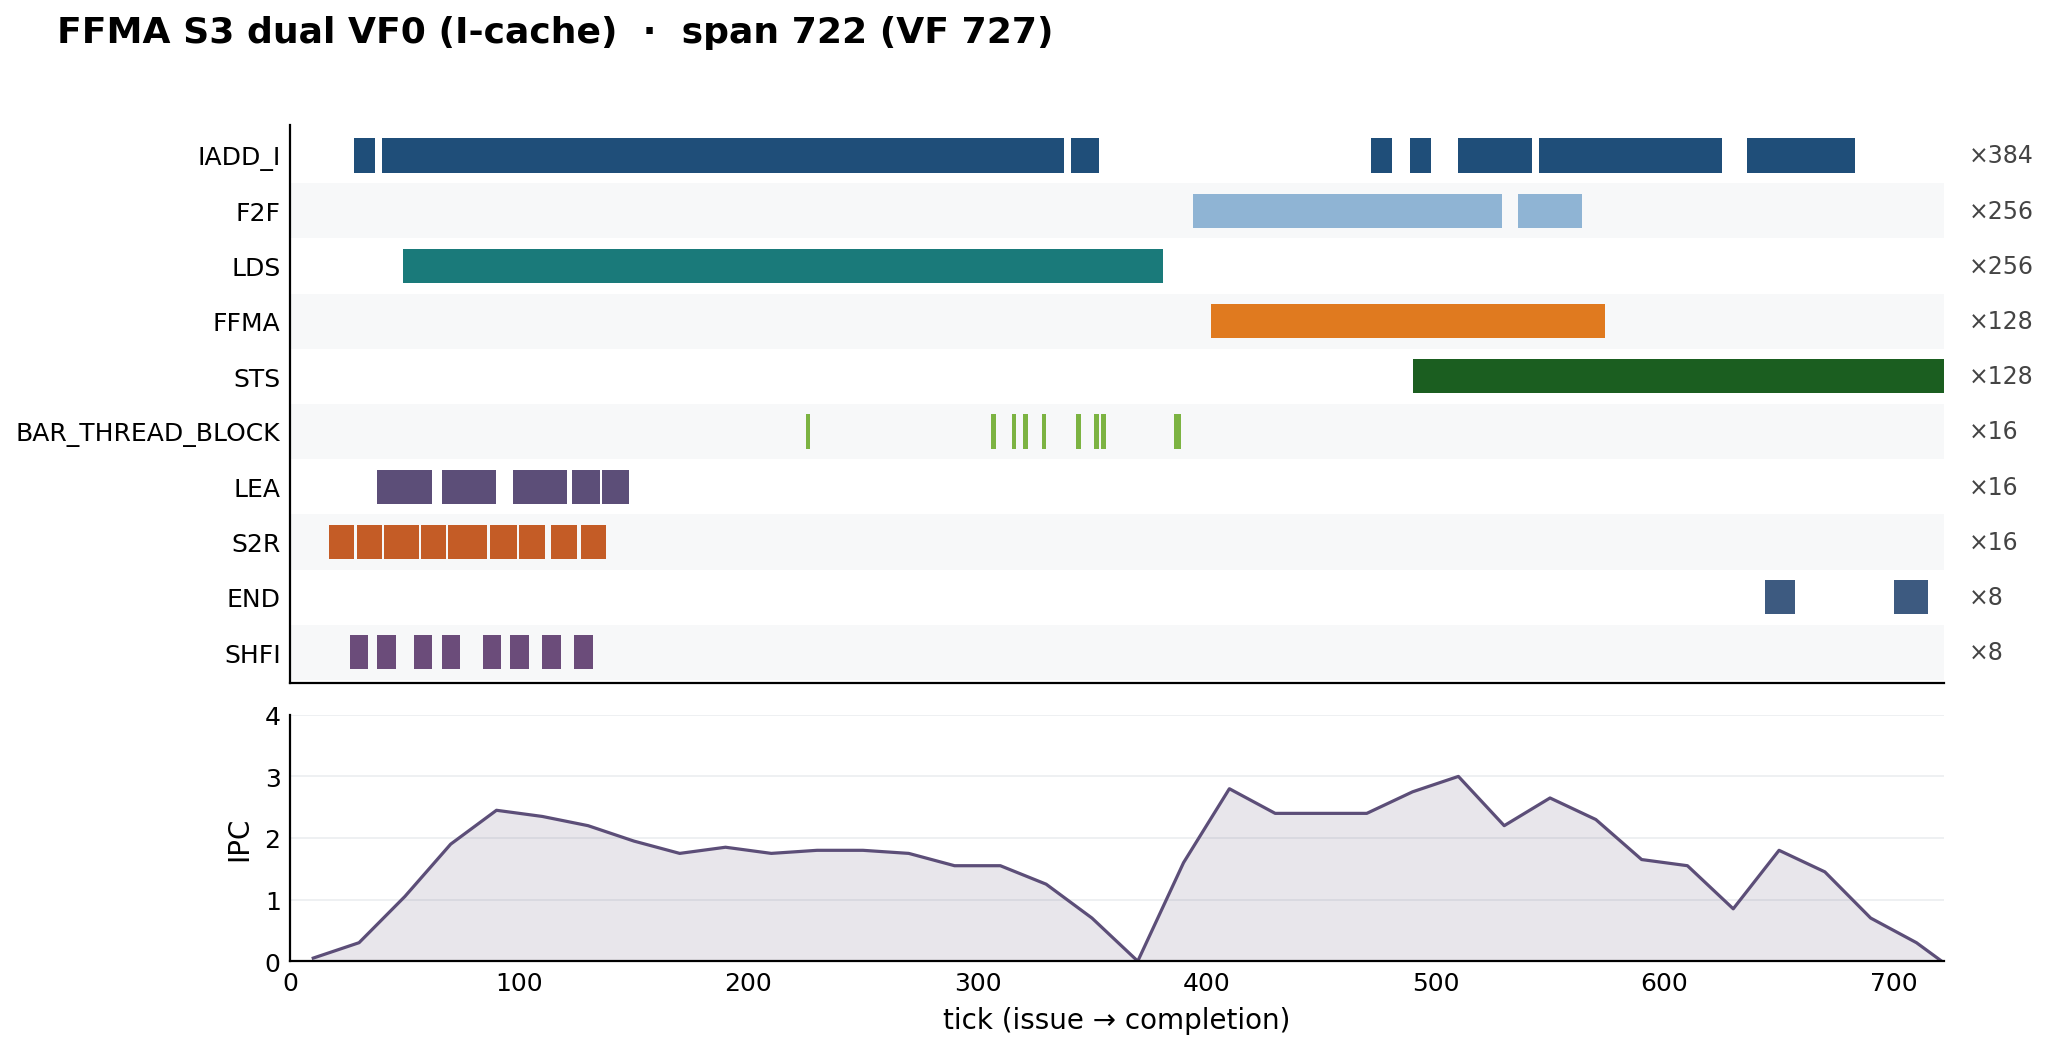 FFMA S3 dual VF0 (I-cache) · span 722 (VF 727)
IADD_I ×384
F2F ×256
LDS ×256
FFMA ×128
STS ×128
BAR_THREAD_BLOCK ×16
LEA ×16
S2R ×16
END ×8
SHFI ×8
4
3
2
1
0
IPC
0 100 200 300 400 500 600 700
tick (issue → completion)